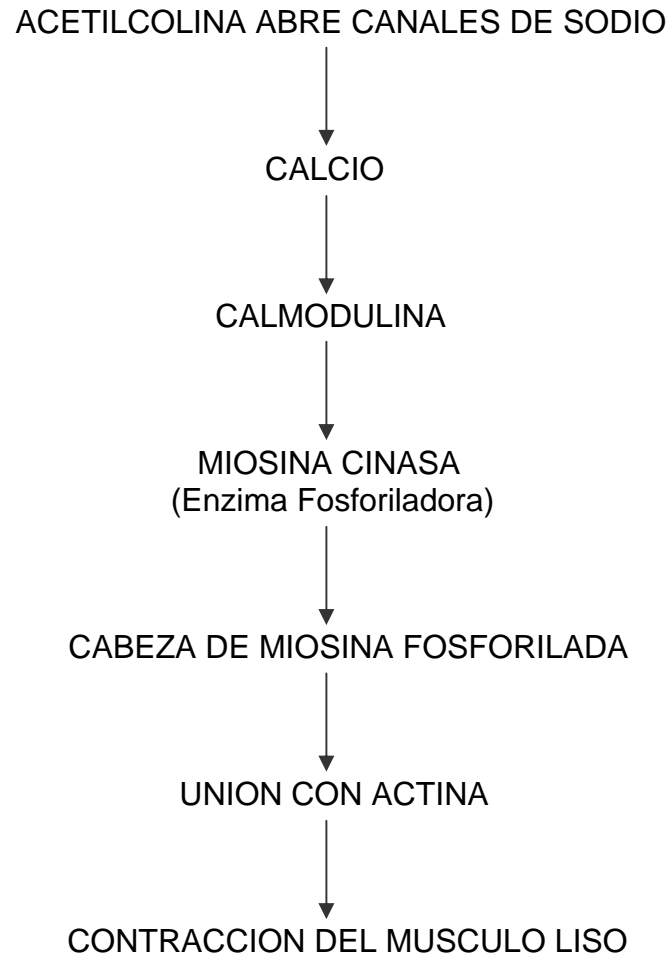 ACETILCOLINA ABRE CANALES DE SODIO
CALCIO
CALMODULINA
MIOSINA CINASA
(Enzima Fosforiladora)
CABEZA DE MIOSINA FOSFORILADA
UNION CON ACTINA
CONTRACCION DEL MUSCULO LISO